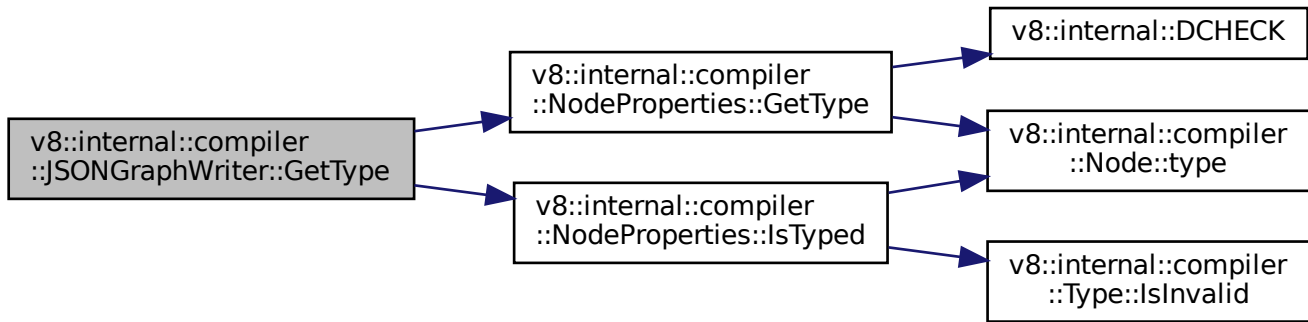 v8::internal::compiler
::JSONGraphWriter::GetType
v8::internal::compiler
::NodeProperties::GetType
v8::internal::compiler
::NodeProperties::IsTyped
v8::internal::DCHECK
v8::internal::compiler
::Node::type
v8::internal::compiler
::Type::IsInvalid